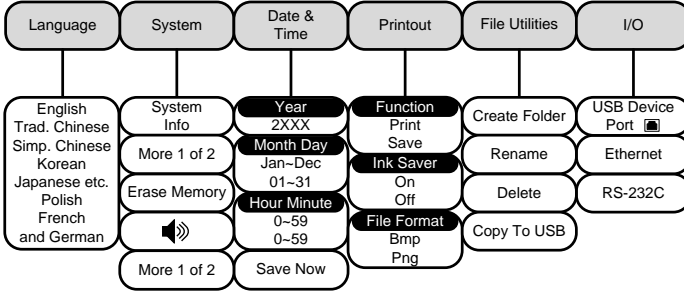 Language
System
Date &
Time
Printout
File Utilities
I/O
English
Trad. Chinese
Simp. Chinese
Korean
Japanese etc.
Polish
French
and German
System
Info
More 1 of 2
Erase Memory
More 1 of 2
Year
2XXX
Month Day
Jan~Dec
01~31
Hour Minute
0~59
0~59
Save Now
Function
Print
Save
Ink Saver
On
Off
File Format
Bmp
Png
Create Folder
Rename
Delete
Copy To USB
USB Device
Port
Ethernet
RS-232C